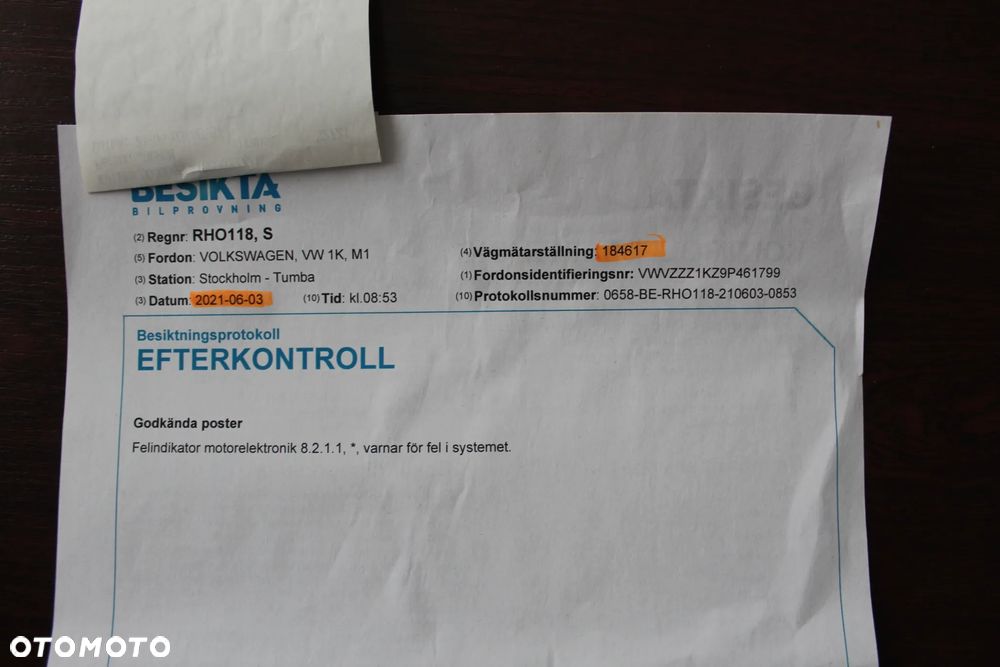 BESIKTA
BILPROVNING
(2) Regnr: RHO118, S
(5) Fordon: VOLKSWAGEN, VW 1K, M1
(3) Station: Stockholm - Tumba
(3) Datum: 2021-06-03 (10) Tid: kl.08:53
(4) Vägmätarställning: 184617
(1) Fordonsidentifieringsnr: VWVZZZ1KZ9P461799
(10) Protokollsnummer: 0658-BE-RHO118-210603-0853
Besiktningsprotokoll
EFTERKONTROLL
Godkända poster
Felindikator motorelektronik 8.2.1.1, *, varnar för fel i systemet.
OTOMOTO